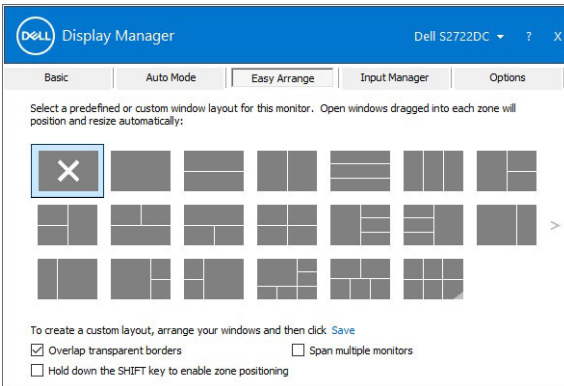 DELL Display Manager Dell S2722DC ? X
Basic Auto Mode Easy Arrange Input Manager Options
Select a predefined or custom window layout for this monitor. Open windows dragged into each zone will
position and resize automatically:
>
To create a custom layout, arrange your windows and then click Save
Overlap transparent borders Span multiple monitors
Hold down the SHIFT key to enable zone positioning